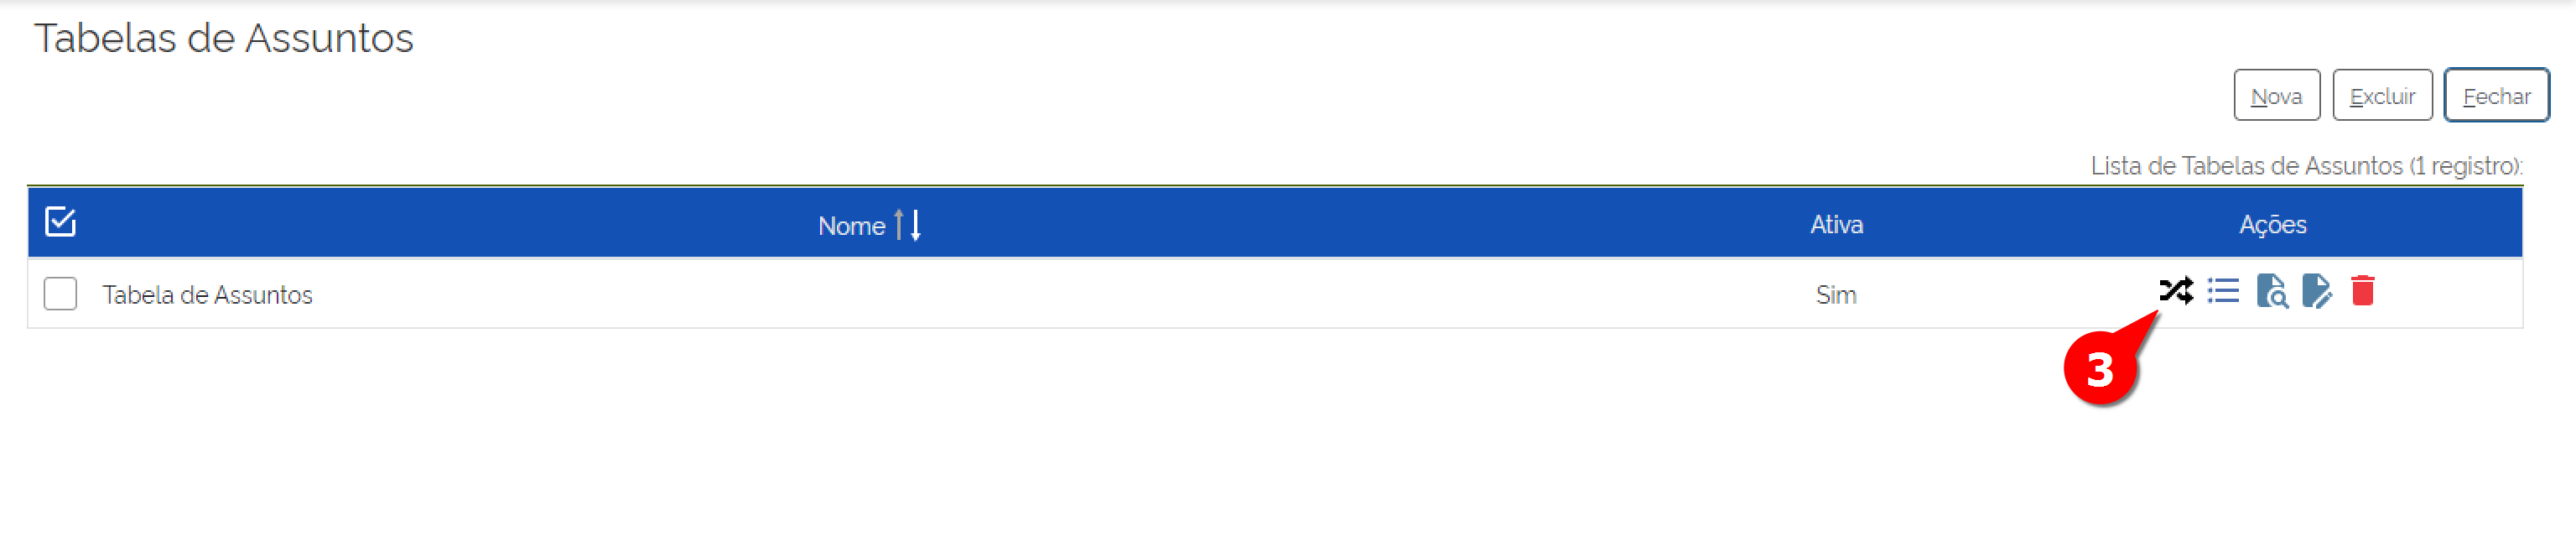 Tabelas de Assuntos
Nova Excluir Fechar
Lista de Tabelas de Assuntos (1 registro):
Nome Ativa Ações
Tabela de Assuntos Sim
3